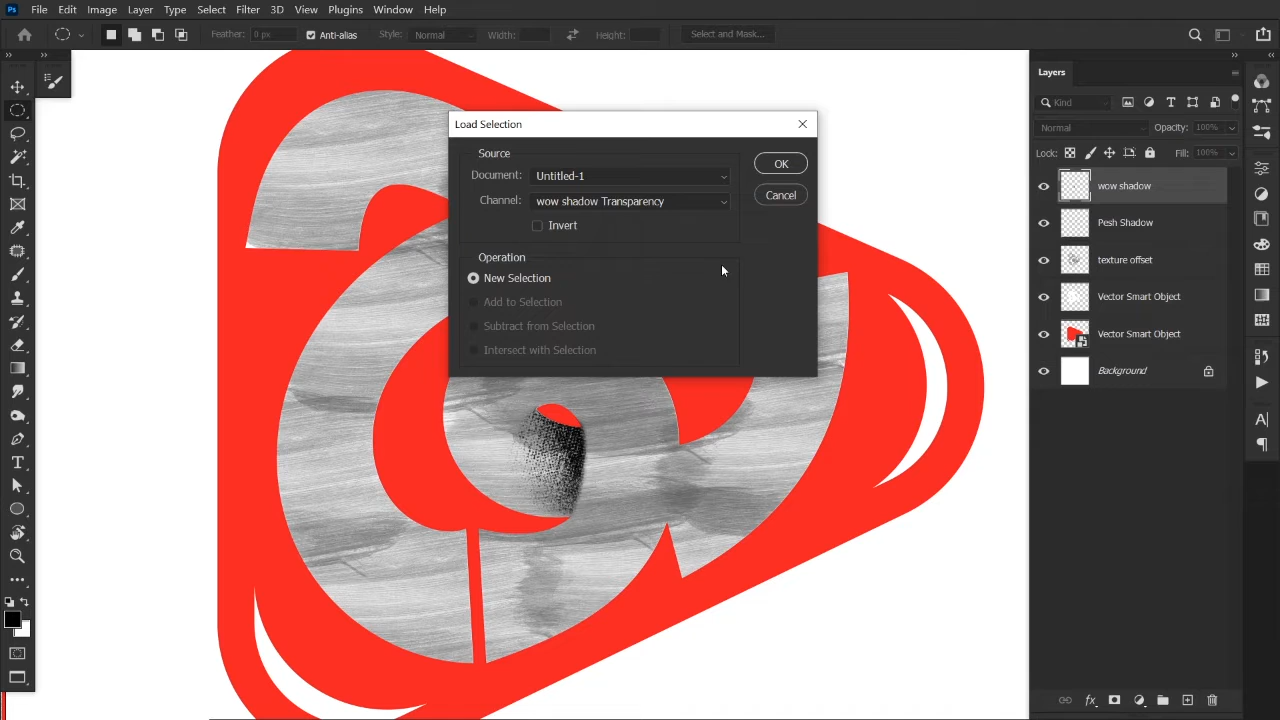 Ps File Edit Image Layer Type Select Filter 3D View Plugins Window Help
Feather: 0 px Anti-alias Style: Normal Width: Height: Select and Mask...
Load Selection
Source
Document: Untitled-1
Channel: wow shadow Transparency
Invert
OK
Cancel
Operation
New Selection
Add to Selection
Subtract from Selection
Intersect with Selection
Layers
Kind
Normal Opacity: 100%
Lock: Fill: 100%
wow shadow
Pesh Shadow
texture offset
Vector Smart Object
Vector Smart Object
Background